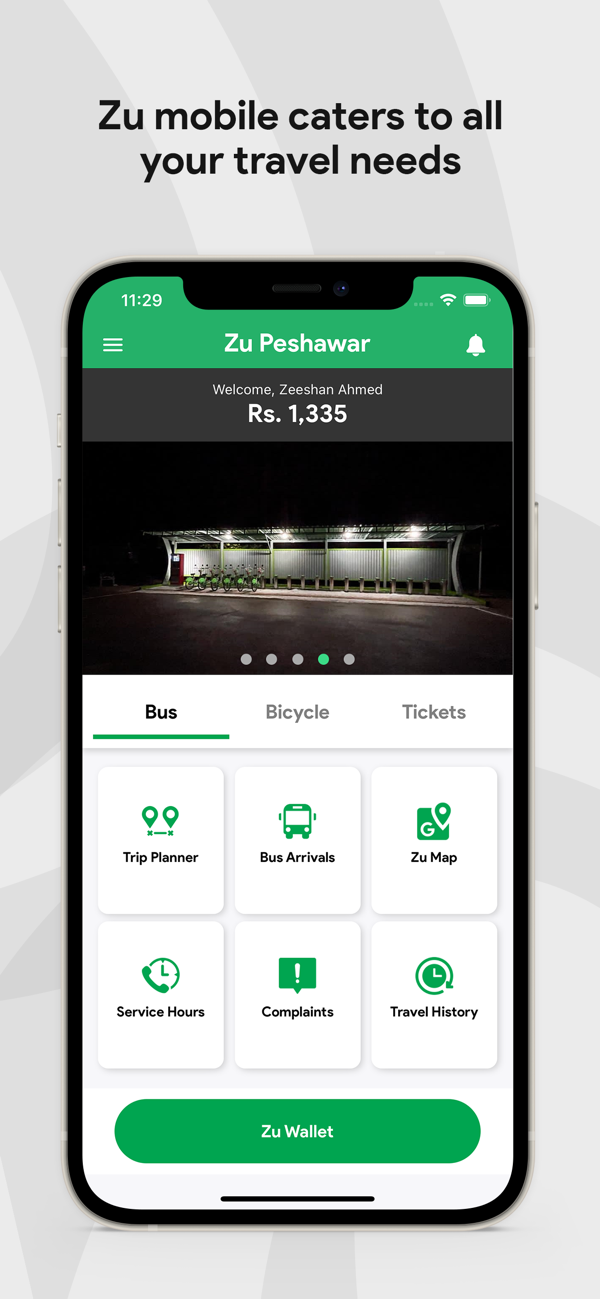 Zu mobile caters to all
your travel needs
11:29
Zu Peshawar
Welcome, Zeeshan Ahmed
Rs. 1,335
Bus Bicycle Tickets
Trip Planner Bus Arrivals Zu Map
Service Hours Complaints Travel History
Zu Wallet